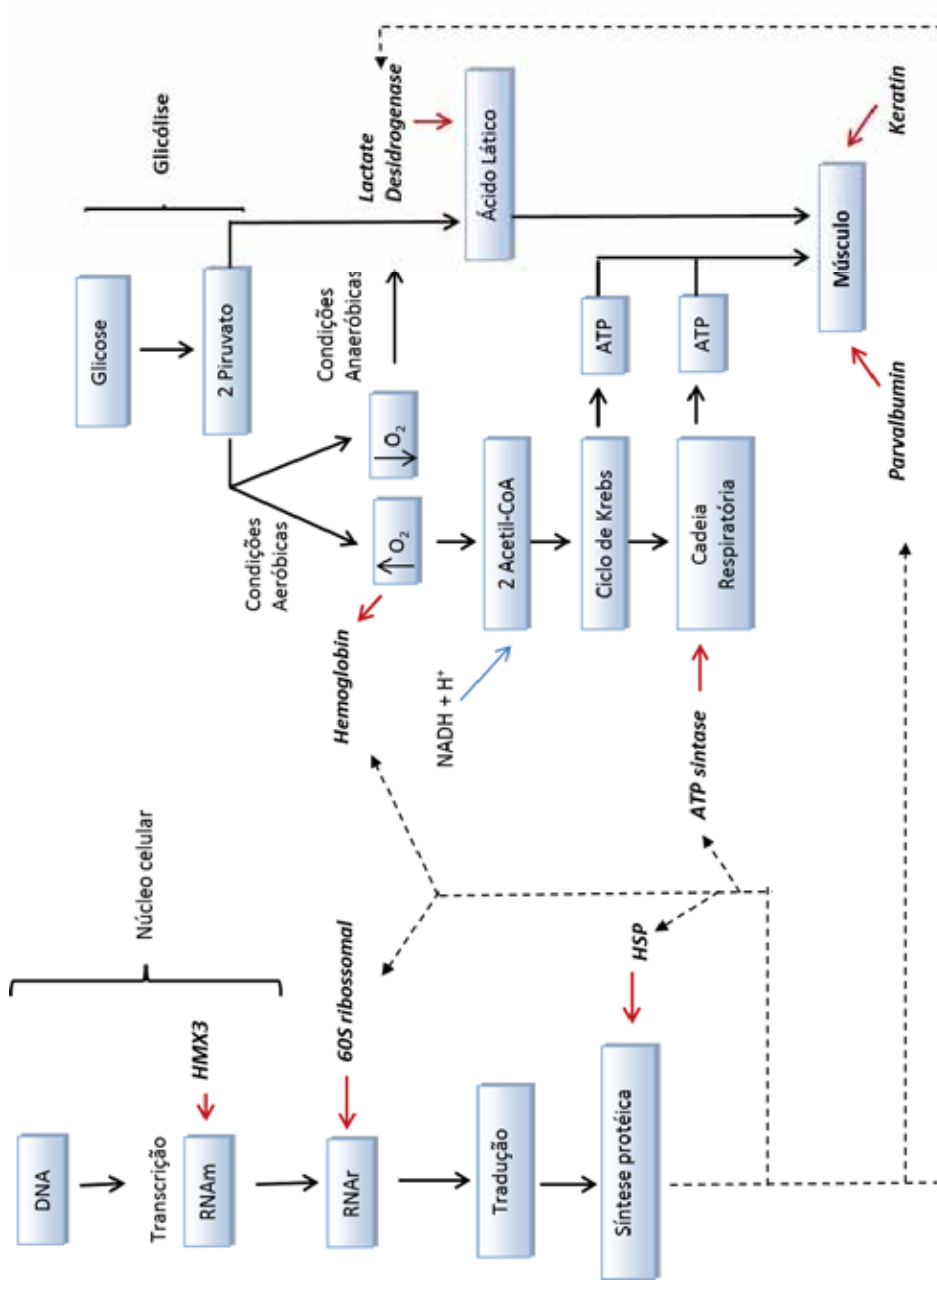 DNA
Transcrição
RNAm
HMX3
Núcleo celular
RNAr
60S ribossomal
Tradução
Síntese protéica
HSP
Glicose
2 Piruvato
Glicólise
Condições
Aeróbicas
Condições
Anaeróbicas
O2
O2
Hemoglobin
Lactate
Desidrogenase
Ácido Lático
NADH + H+
2 Acetil-CoA
Ciclo de Krebs
ATP
Cadeia
Respiratória
ATP
ATP sintase
Músculo
Parvalbumin
Keratin